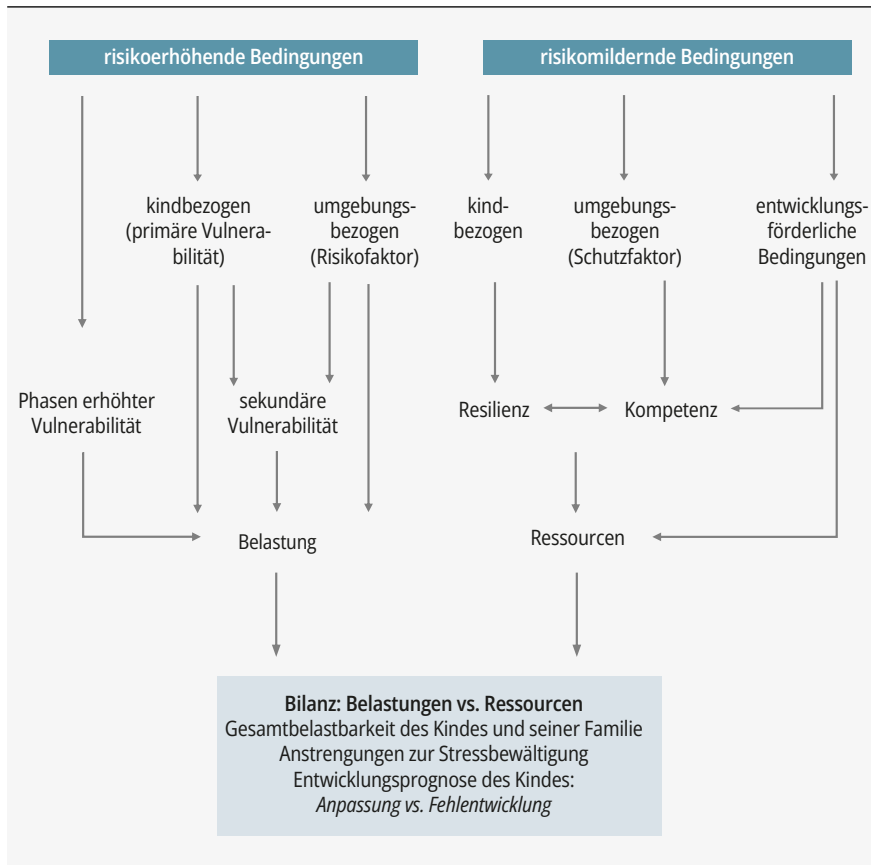 risikoerhöhende Bedingungen
risikomildernde Bedingungen
kindbezogen
(primäre Vulnera-
bilität)
umgebungs-
bezogen
(Risikofaktor)
kind-
bezogen
umgebungs-
bezogen
(Schutzfaktor)
entwicklungs-
förderliche
Bedingungen
Phasen erhöhter
Vulnerabilität
sekundäre
Vulnerabilität
Resilienz
Kompetenz
Belastung
Ressourcen
Bilanz: Belastungen vs. Ressourcen
Gesamtbelastbarkeit des Kindes und seiner Familie
Anstrengungen zur Stressbewältigung
Entwicklungsprognose des Kindes:
Anpassung vs. Fehlentwicklung